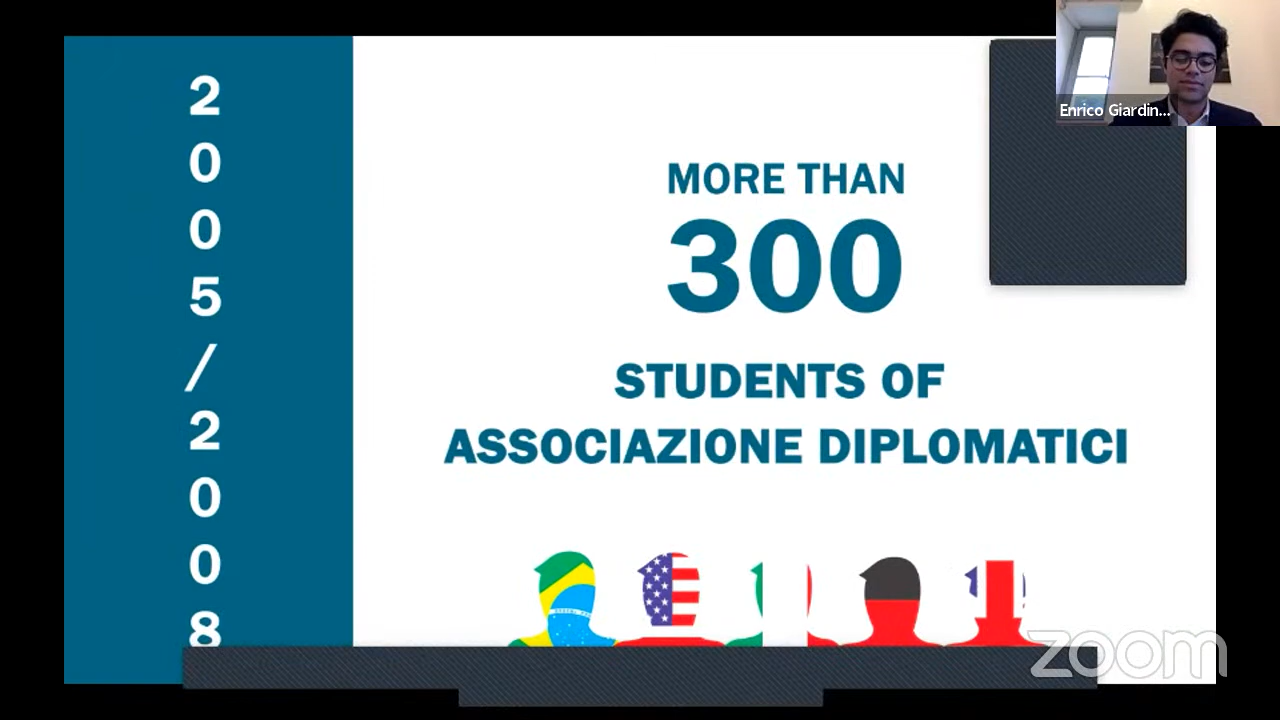 2
0
0
5
/
2
0
0
8
MORE THAN
300
STUDENTS OF
ASSOCIAZIONE DIPLOMATICI
Enrico Giardin...
zoom